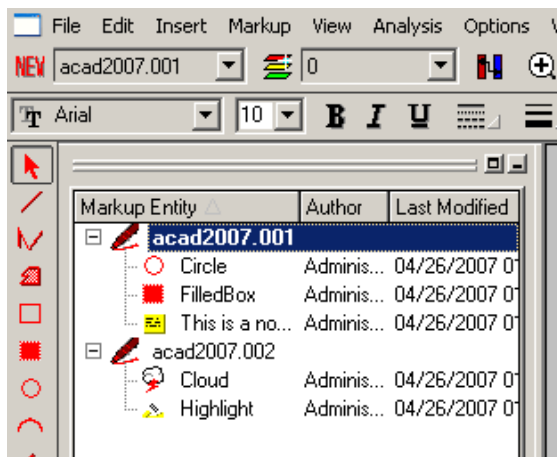 File Edit Insert Markup View Analysis Options
NEW acad2007.001 0
Arial 10 B I U
Markup Entity Author Last Modified
acad2007.001
Circle Adminis... 04/26/2007 0
FilledBox Adminis... 04/26/2007 0
This is a no... Adminis... 04/26/2007 0
acad2007.002
Cloud Adminis... 04/26/2007 0
Highlight Adminis... 04/26/2007 0